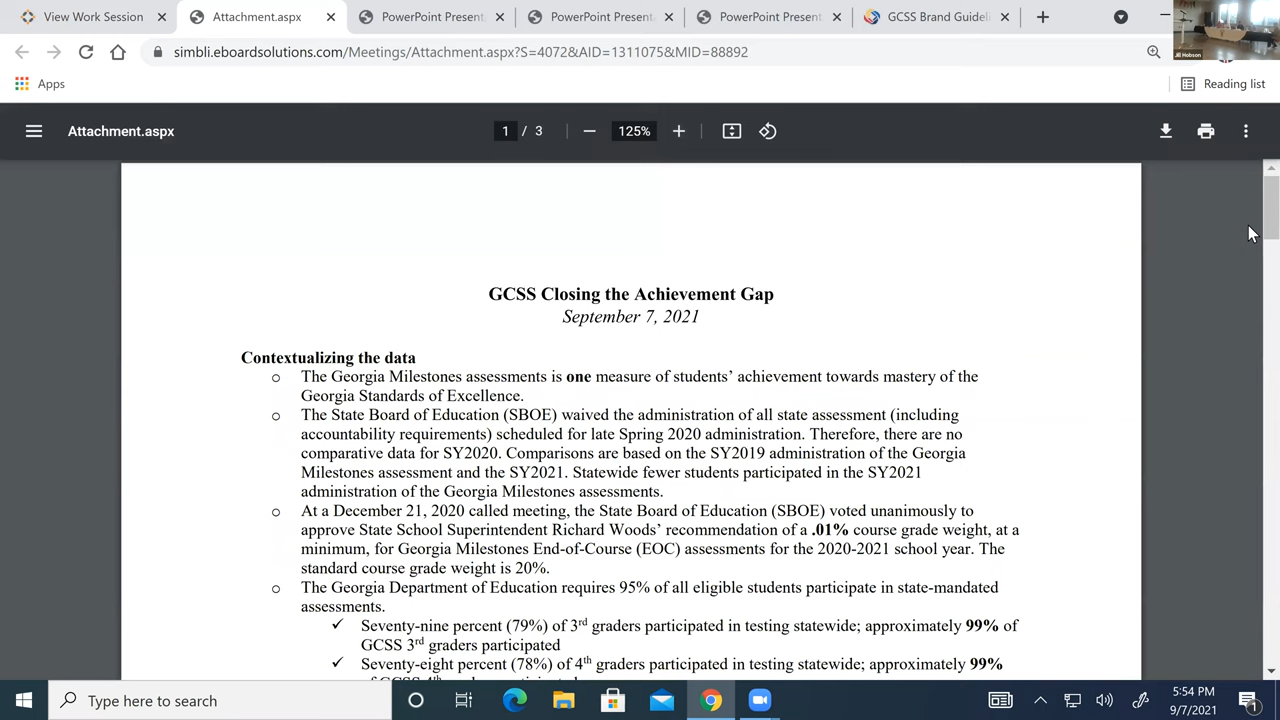 View Work Session
Attachment.aspx
PowerPoint Present
PowerPoint Present
PowerPoint Present
GCSS Brand Guideli
simbli.eboardsolutions.com/Meetings/Attachment.aspx?S=4072&AID=1311075&MID=88892
Jill Hobson
Apps
Reading list
Attachment.aspx
1 / 3
125%
GCSS Closing the Achievement Gap
September 7, 2021
Contextualizing the data
o The Georgia Milestones assessments is one measure of students’ achievement towards mastery of the
Georgia Standards of Excellence.
o The State Board of Education (SBOE) waived the administration of all state assessment (including
accountability requirements) scheduled for late Spring 2020 administration. Therefore, there are no
comparative data for SY2020. Comparisons are based on the SY2019 administration of the Georgia
Milestones assessment and the SY2021. Statewide fewer students participated in the SY2021
administration of the Georgia Milestones assessments.
o At a December 21, 2020 called meeting, the State Board of Education (SBOE) voted unanimously to
approve State School Superintendent Richard Woods’ recommendation of a .01% course grade weight, at a
minimum, for Georgia Milestones End-of-Course (EOC) assessments for the 2020-2021 school year. The
standard course grade weight is 20%.
o The Georgia Department of Education requires 95% of all eligible students participate in state-mandated
assessments.
✓ Seventy-nine percent (79%) of 3rd graders participated in testing statewide; approximately 99% of
GCSS 3rd graders participated
✓ Seventy-eight percent (78%) of 4th graders participated in testing statewide; approximately 99%
Type here to search
5:54 PM
9/7/2021
1